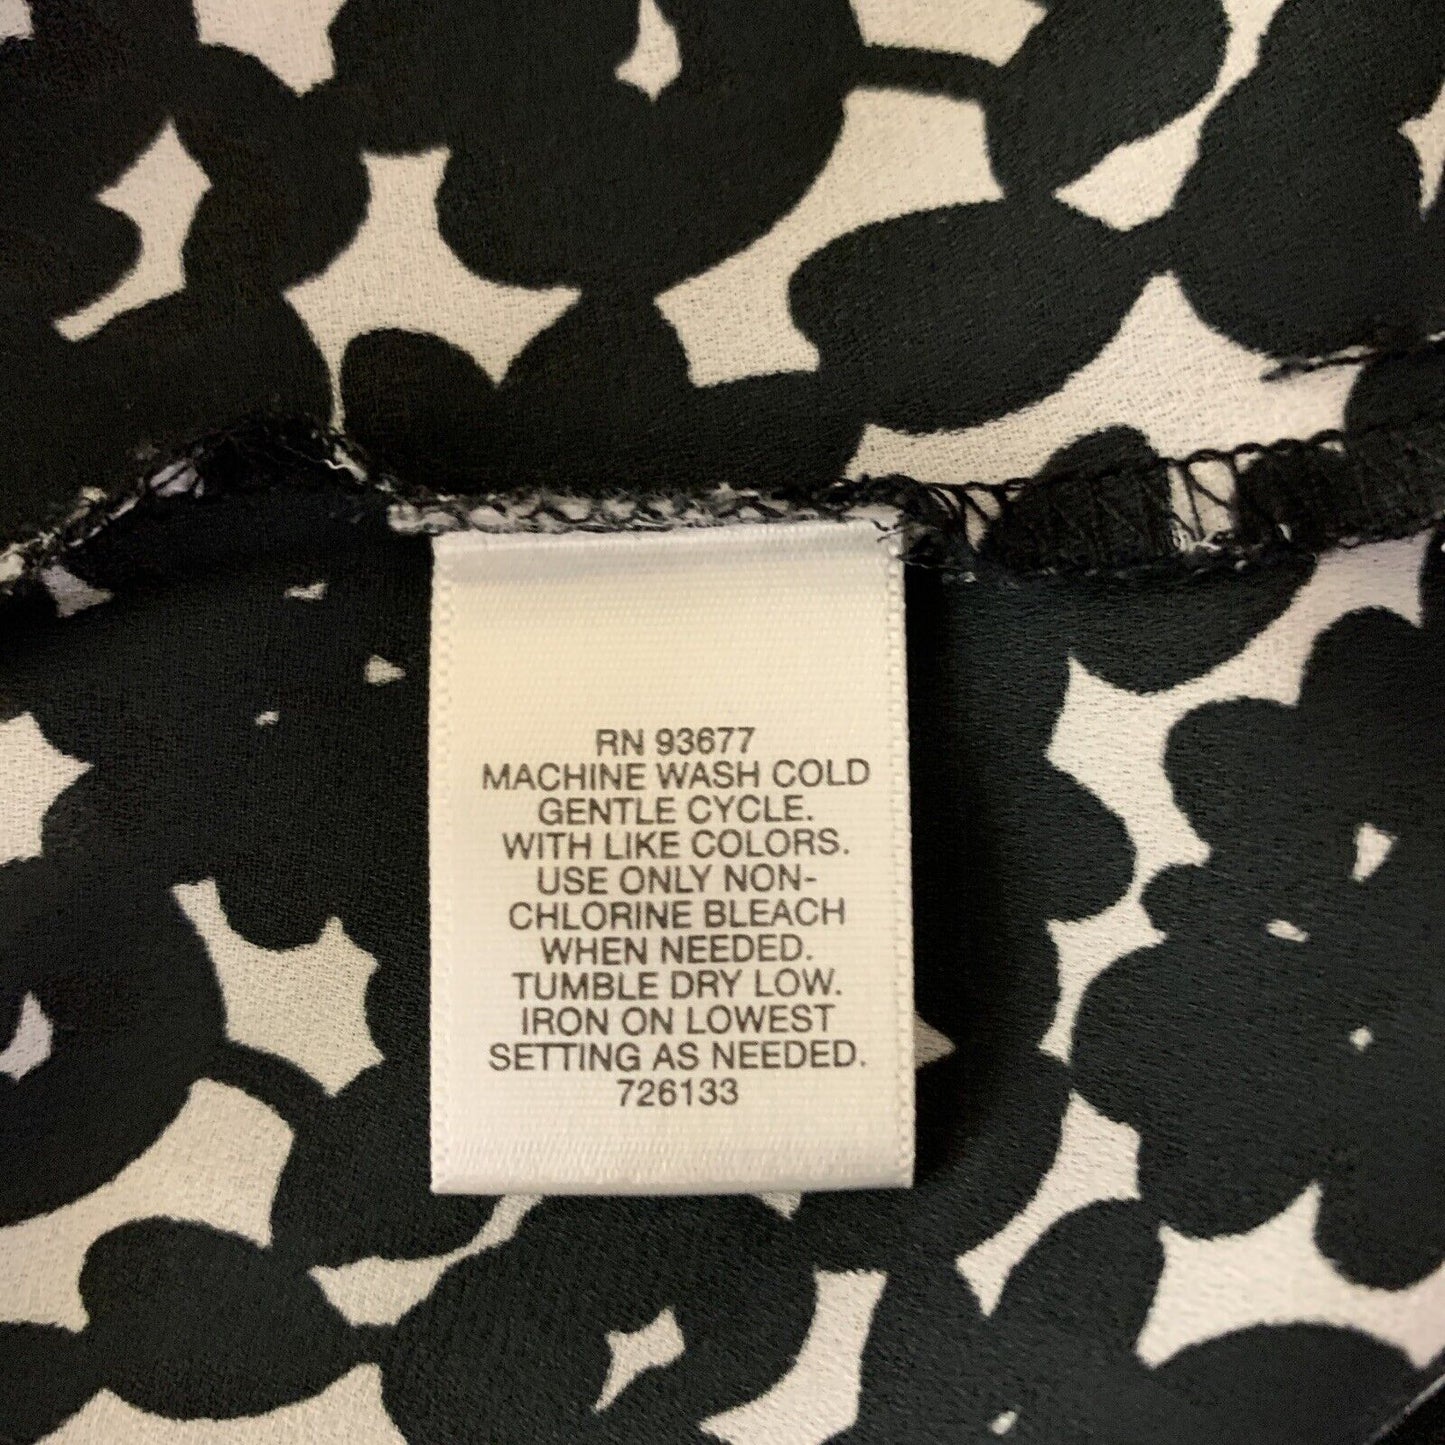 RN 93677
MACHINE WASH COLD
GENTLE CYCLE.
WITH LIKE COLORS.
USE ONLY NON-
CHLORINE BLEACH
WHEN NEEDED.
TUMBLE DRY LOW.
IRON ON LOWEST
SETTING AS NEEDED.
726133